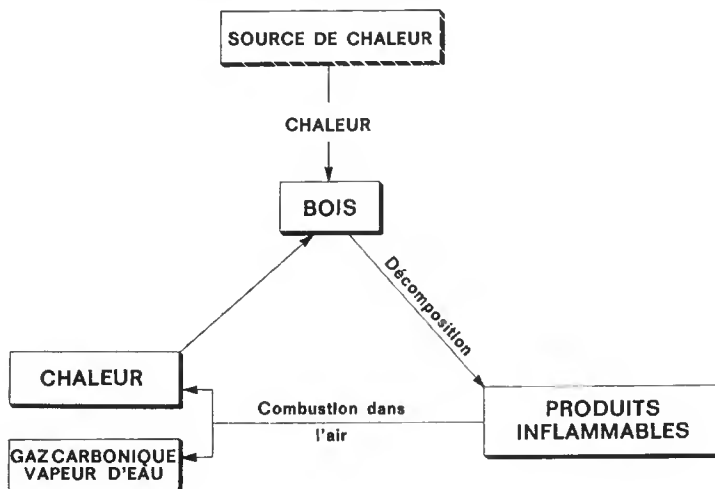 SOURCE DE CHALEUR
CHALEUR
BOIS
Décomposition
CHALEUR
Combustion dans
l'air
PRODUITS
INFLAMMABLES
GAZ CARBONIQUE
VAPEUR D'EAU